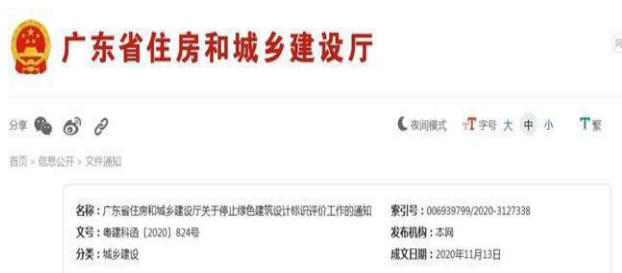 广东省住房和城乡建设厅
分享
夜间模式 T字号 大 中 小 T繁
首页 > 信息公开 > 文件通知
名称：广东省住房和城乡建设厅关于停止绿色建筑设计标识评价工作的通知 索引号：006939799/2020-3127338
文号：粤建科函〔2020〕824号 发布机构：本网
分类：城乡建设 成文日期：2020年11月13日